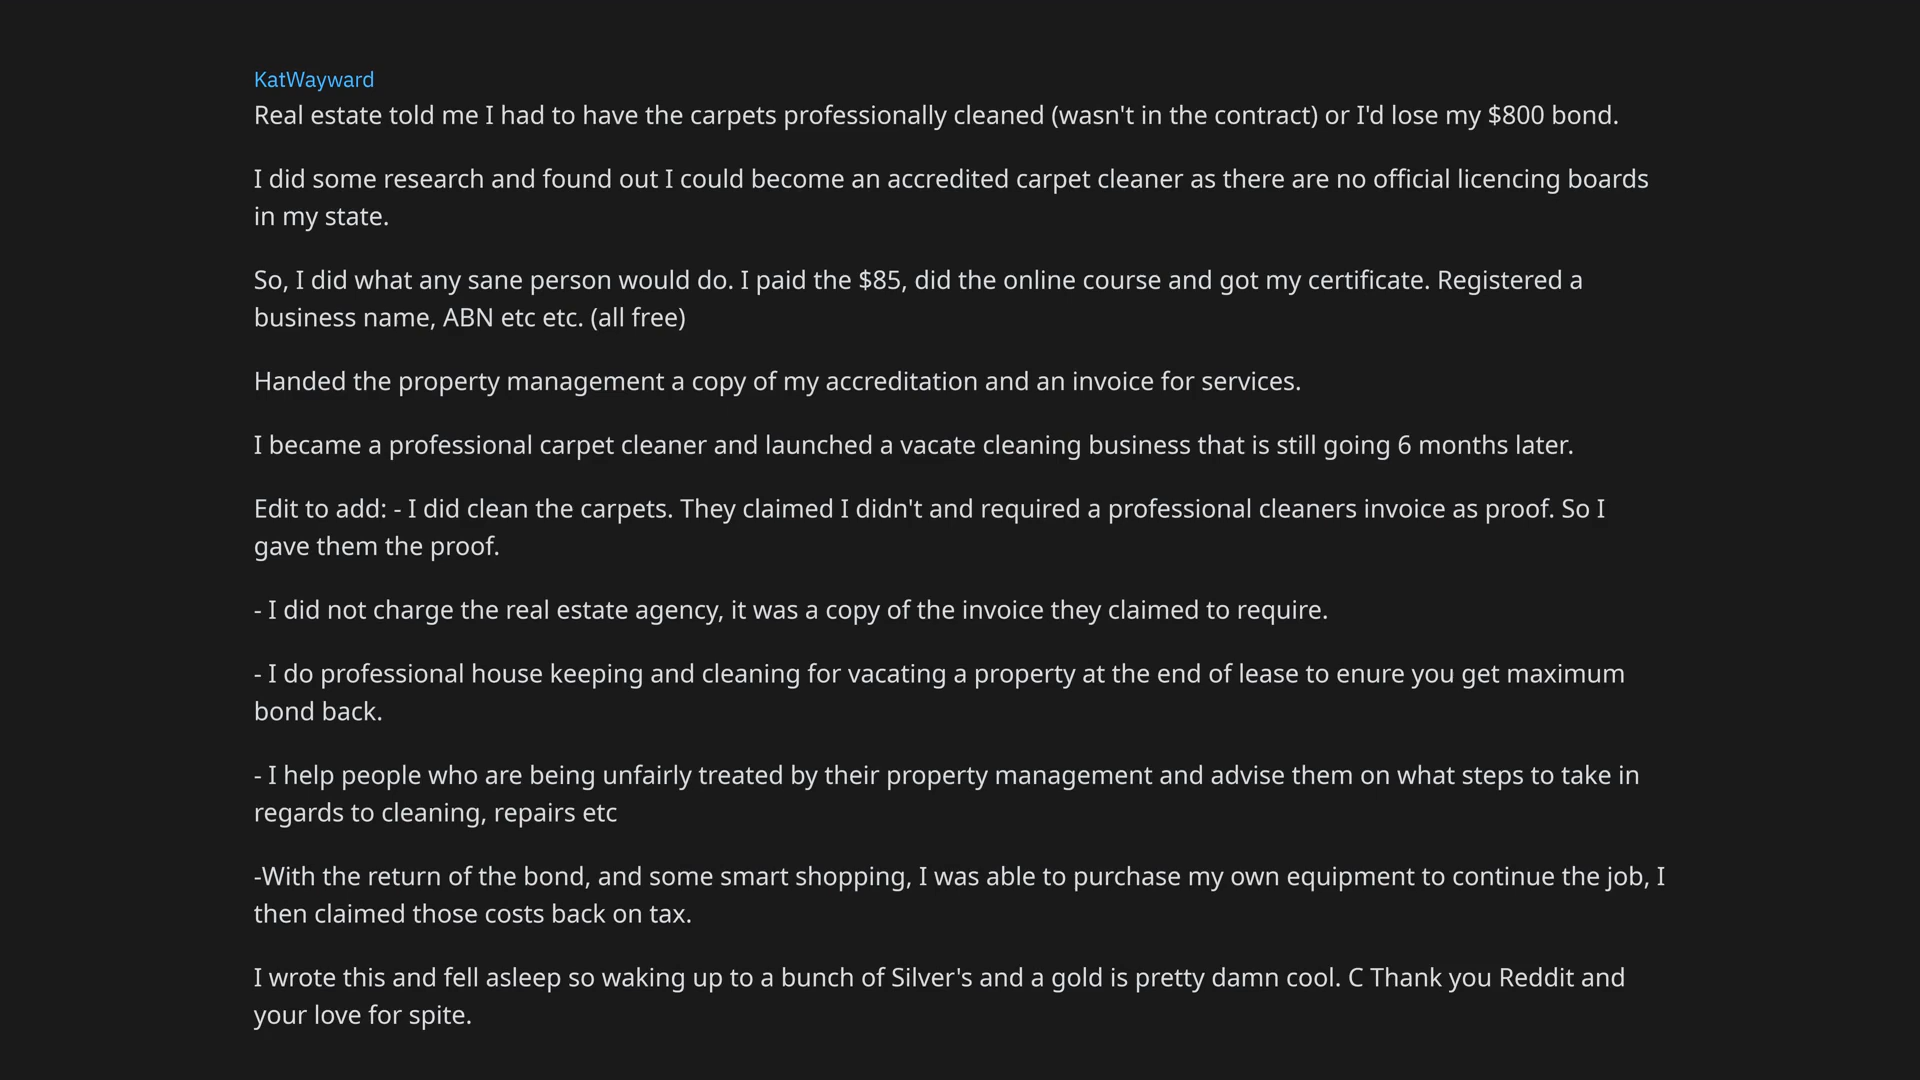 KatWayward
Real estate told me I had to have the carpets professionally cleaned (wasn't in the contract) or I'd lose my $800 bond.
I did some research and found out I could become an accredited carpet cleaner as there are no official licencing boards
in my state.
So, I did what any sane person would do. I paid the $85, did the online course and got my certificate. Registered a
business name, ABN etc etc. (all free)
Handed the property management a copy of my accreditation and an invoice for services.
I became a professional carpet cleaner and launched a vacate cleaning business that is still going 6 months later.
Edit to add: - I did clean the carpets. They claimed I didn't and required a professional cleaners invoice as proof. So I
gave them the proof.
- I did not charge the real estate agency, it was a copy of the invoice they claimed to require.
- I do professional house keeping and cleaning for vacating a property at the end of lease to enure you get maximum
bond back.
- I help people who are being unfairly treated by their property management and advise them on what steps to take in
regards to cleaning, repairs etc
-With the return of the bond, and some smart shopping, I was able to purchase my own equipment to continue the job, I
then claimed those costs back on tax.
I wrote this and fell asleep so waking up to a bunch of Silver's and a gold is pretty damn cool. C Thank you Reddit and
your love for spite.